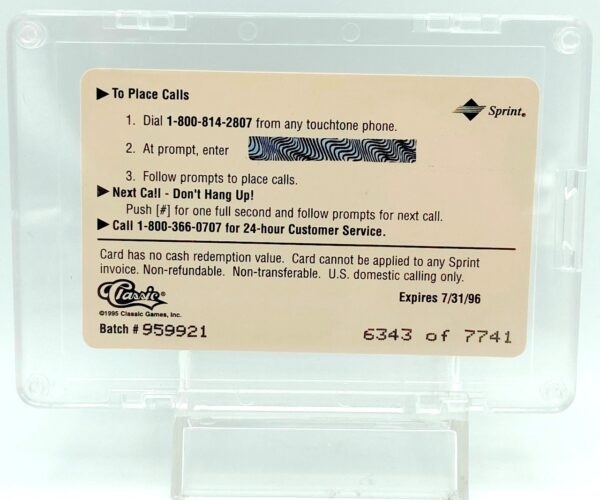 ▶ To Place Calls
Sprint®
1. Dial 1-800-814-2807 from any touchtone phone.
2. At prompt, enter
3. Follow prompts to place calls.
▶ Next Call - Don't Hang Up!
Push [#] for one full second and follow prompts for next call.
▶ Call 1-800-366-0707 for 24-hour Customer Service.
Card has no cash redemption value. Card cannot be applied to any Sprint
invoice. Non-refundable. Non-transferable. U.S. domestic calling only.
Classic® Expires 7/31/96
©1995 Classic Games, Inc.
Batch # 959921 6343 of 7741